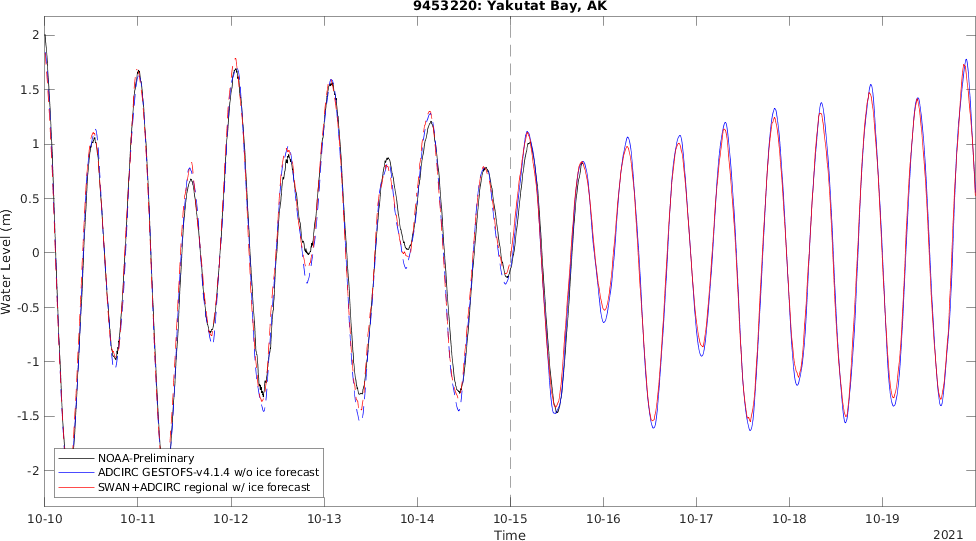 9453220: Yakutat Bay, AK
2
1.5
1
0.5
0
-0.5
-1
-1.5
-2
Water Level (m)
NOAA-Preliminary
ADCIRC GESTOFS-v4.1.4 w/o ice forecast
SWAN+ADCIRC regional w/ ice forecast
10-10 10-11 10-12 10-13 10-14 10-15 10-16 10-17 10-18 10-19
Time
2021